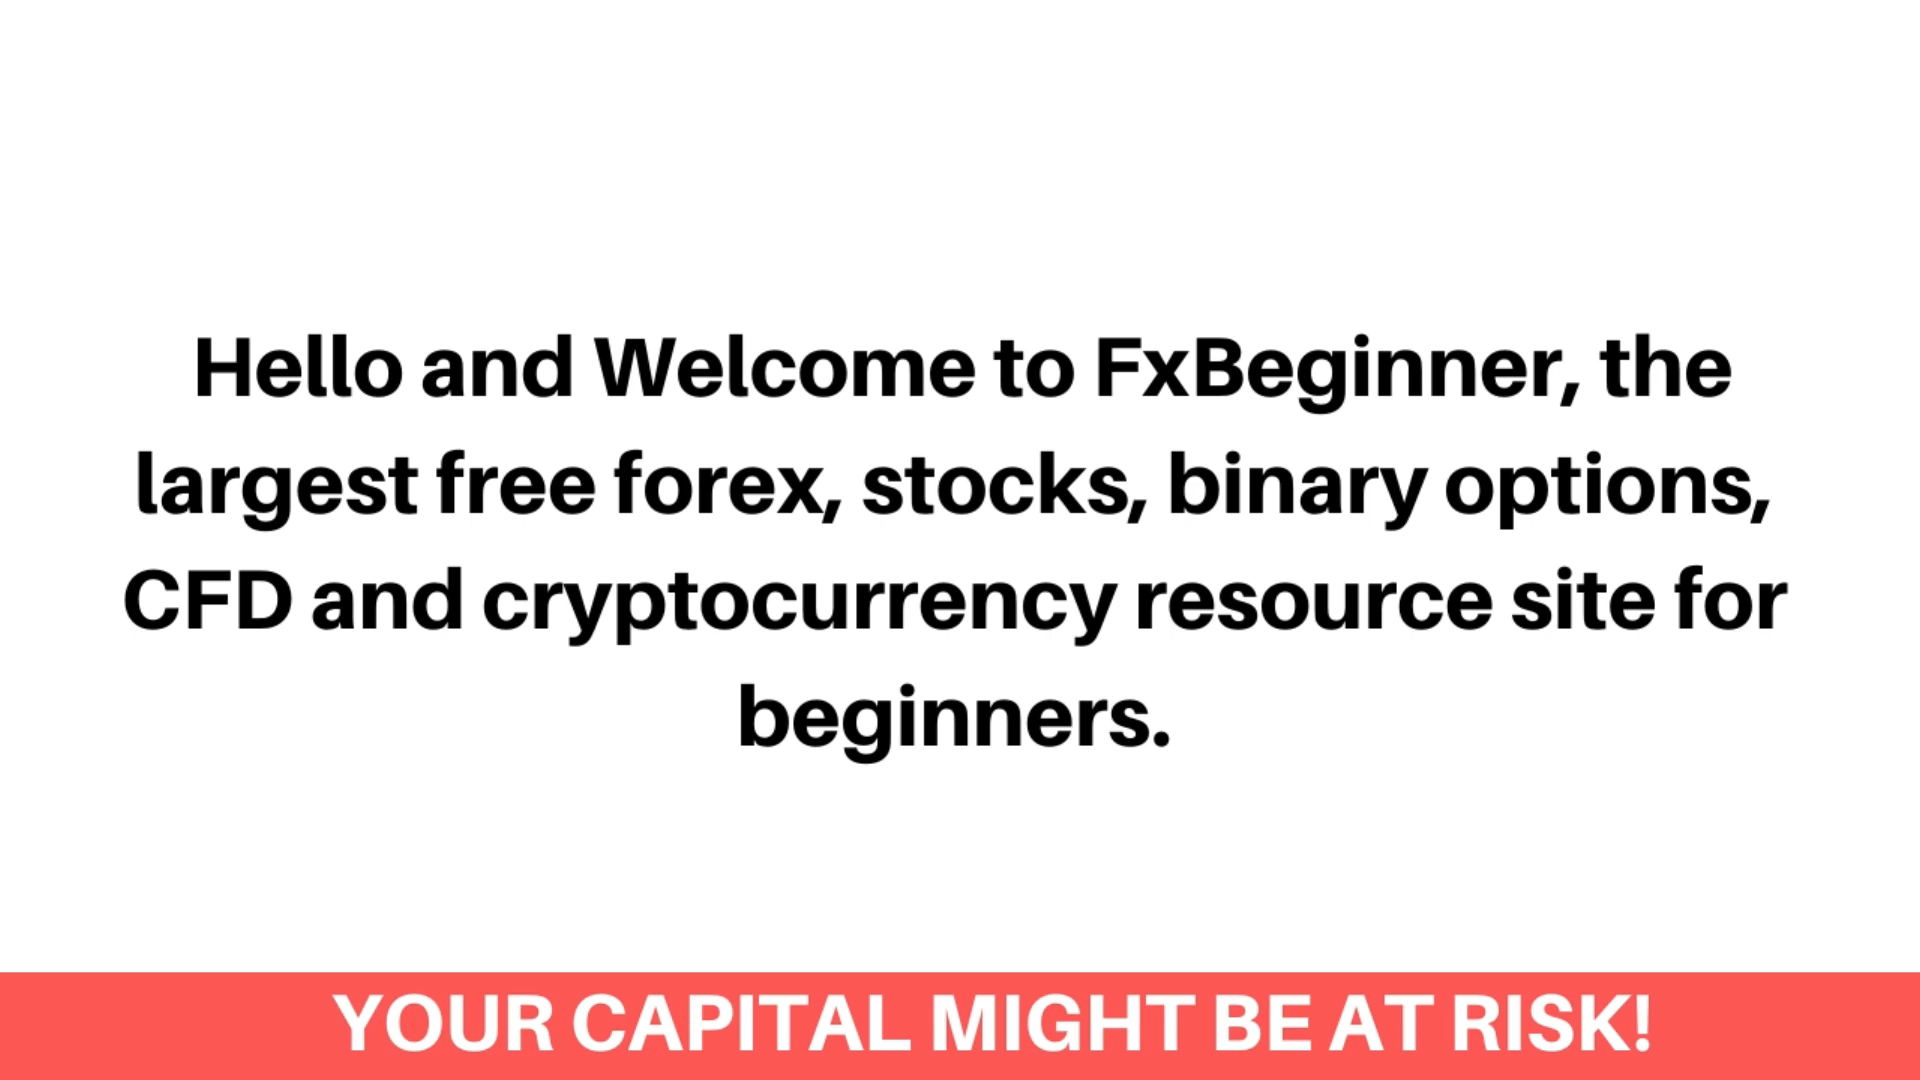 Hello and Welcome to FxBeginner, the
largest free forex, stocks, binary options,
CFD and cryptocurrency resource site for
beginners.
YOUR CAPITAL MIGHT BE AT RISK!